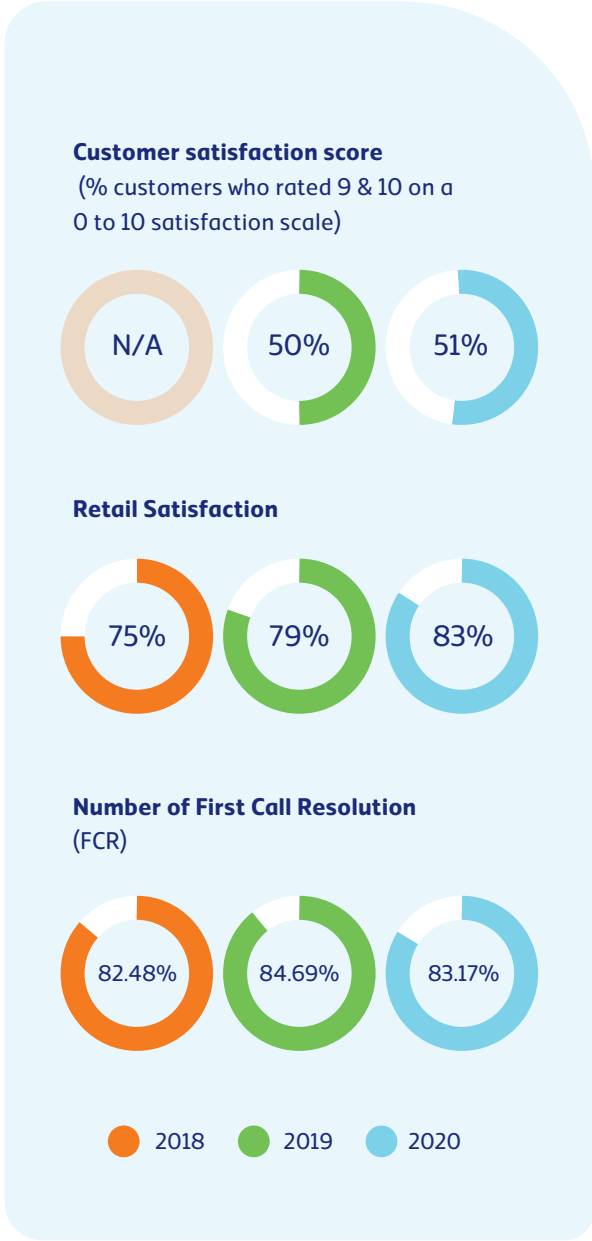 Customer satisfaction score
(% customers who rated 9 & 10 on a
0 to 10 satisfaction scale)
N/A
50%
51%
Retail Satisfaction
75%
79%
83%
Number of First Call Resolution
(FCR)
82.48%
84.69%
83.17%
2018
2019
2020